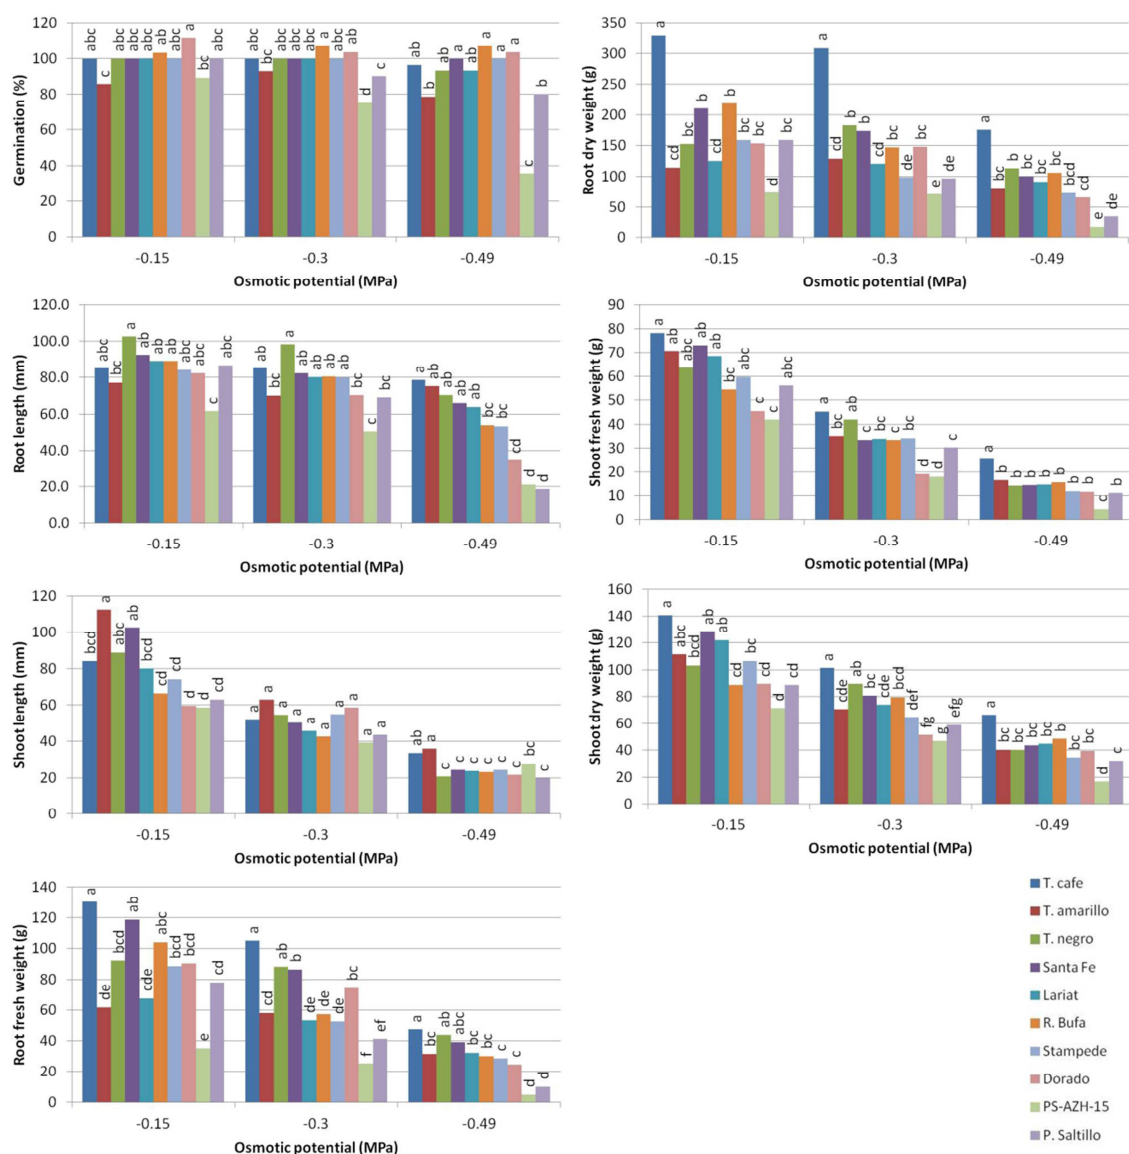 120
100
80
60
40
20
0
Germination (%)
abc c abc abc abc ab abc a bc abc
abc bc abc abc abc a abc ab d c
ab b ab a ab a a a c b
-0.15 -0.3 -0.49
Osmotic potential (MPa)
350
300
250
200
150
100
50
0
Root dry weight (g)
a cd bc b cd b bc bc d bc
a cd b b cd bc de bc e de
a bc b bc bc bc bcd cd e de
-0.15 -0.3 -0.49
Osmotic potential (MPa)
120.0
100.0
80.0
60.0
40.0
20.0
0.0
Root length (mm)
abc bc a ab ab ab abc abc c abc
ab bc a ab ab ab ab bc c bc
a ab ab ab ab bc bc cd d d
-0.15 -0.3 -0.49
Osmotic potential (MPa)
90
80
70
60
50
40
30
20
10
0
Shoot fresh weight (g)
a ab abc ab ab bc abc c c abc
a ab c d d c
a b b b b b b b c b
-0.15 -0.3 -0.49
Osmotic potential (MPa)
120
100
80
60
40
20
0
Shoot length (mm)
bcd a abc ab bcd cd cd d d cd
a a a a a a a a a a
ab a c c c c c c bc c
-0.15 -0.3 -0.49
Osmotic potential (MPa)
160
140
120
100
80
60
40
20
0
Shoot dry weight (g)
a abc bcd ab ab cd bc cd d cd
a cde ab bc cde bcd def fg g efg
a bc bc bc bc b bc bc d c
-0.15 -0.3 -0.49
Osmotic potential (MPa)
140
120
100
80
60
40
20
0
Root fresh weight (g)
a de bcd ab cde abc bcd bcd e cd
a cd ab b de de de bc f ef
a bc ab abc bc bc c c d d
-0.15 -0.3 -0.49
Osmotic potential (MPa)
T. cafe
T. amarillo
T. negro
Santa Fe
Lariat
R. Bufa
Stampede
Dorado
PS-AZH-15
P. Saltillo